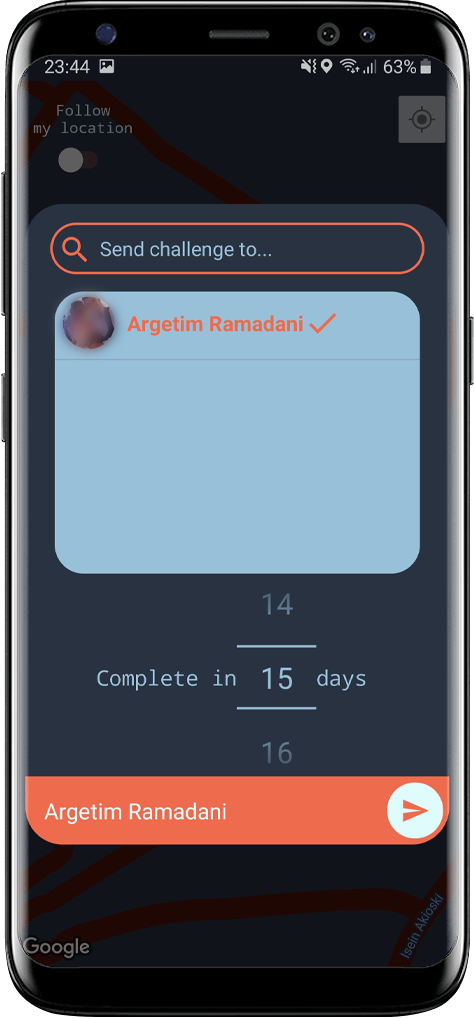 23:44 63%
Follow
my location
Send challenge to...
Argetim Ramadani
14
Complete in 15 days
16
Argetim Ramadani
Isein Akioski
Google